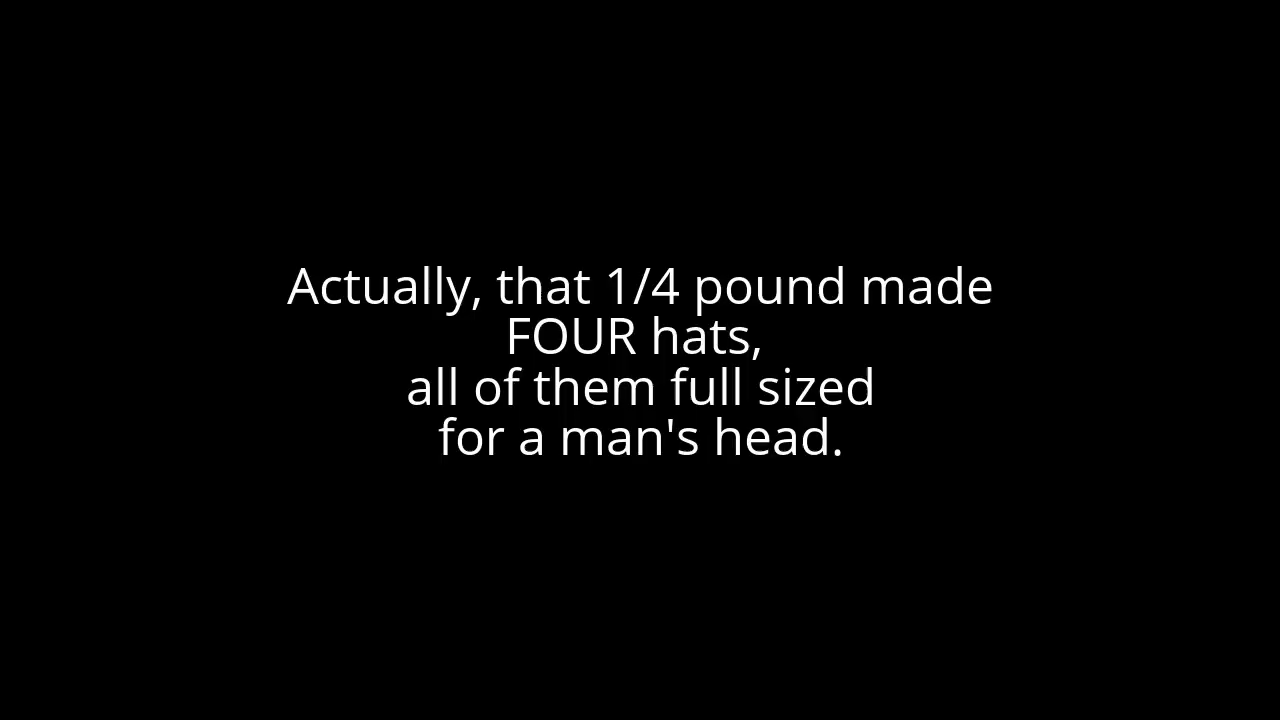 Actually, that 1/4 pound made
FOUR hats,
all of them full sized
for a man's head.